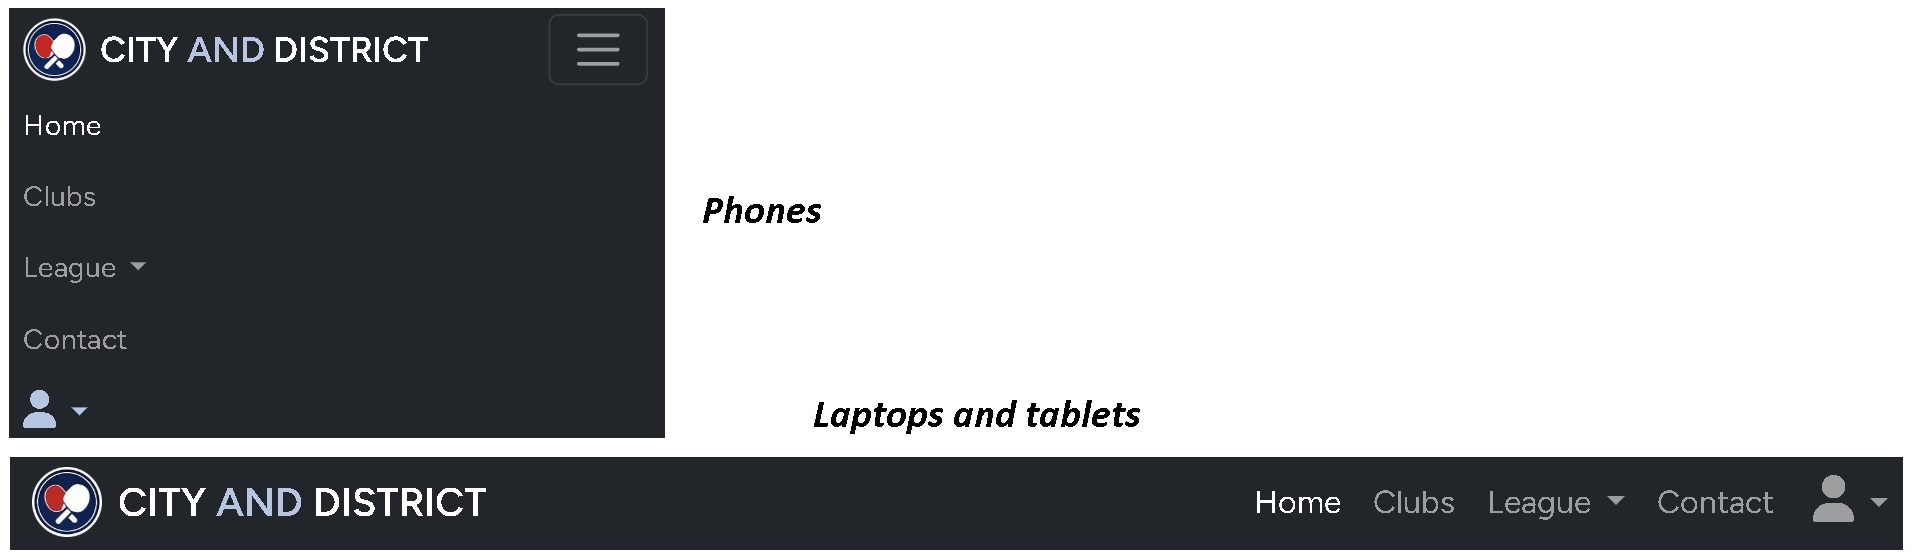 CITY AND DISTRICT
Home
Clubs
League
Contact
Phones
Laptops and tablets
CITY AND DISTRICT Home Clubs League Contact